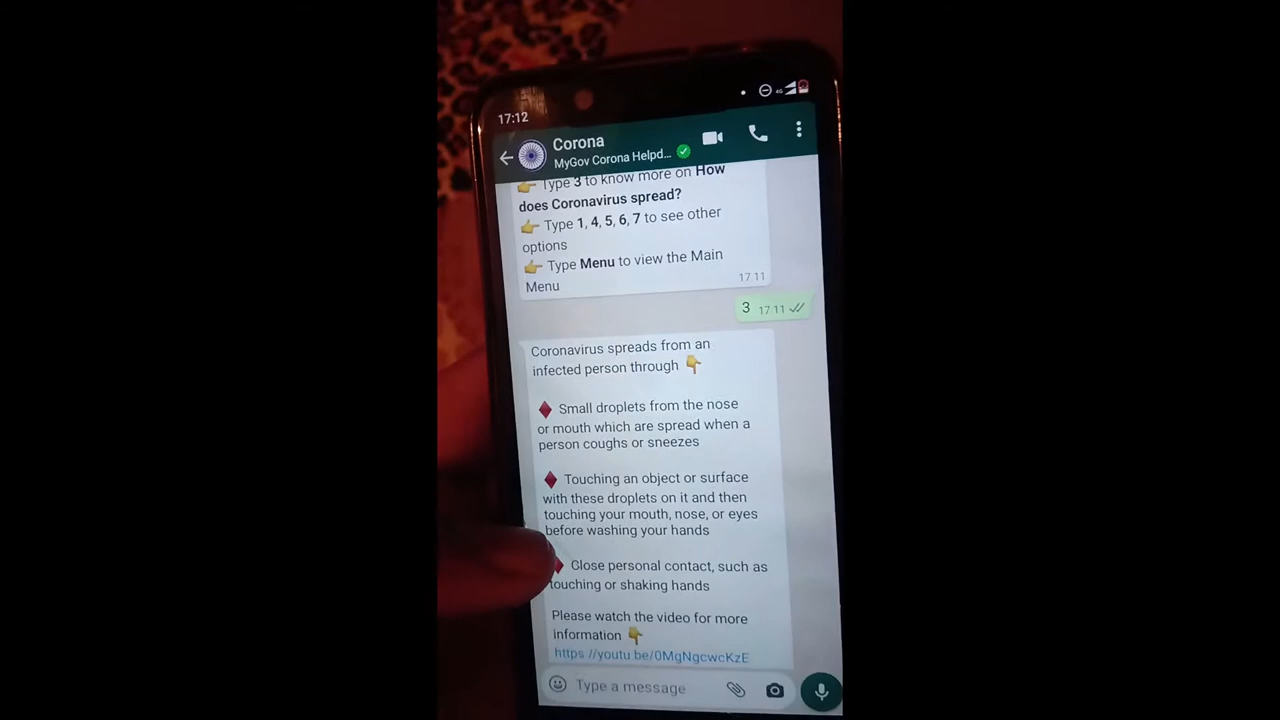 17:12
4G
Corona
MyGov Corona Helpd...
Type 3 to know more on How
does Coronavirus spread?
Type 1, 4, 5, 6, 7 to see other
options
Type Menu to view the Main
Menu
17:11
3 17:11
Coronavirus spreads from an
infected person through
Small droplets from the nose
or mouth which are spread when a
person coughs or sneezes
Touching an object or surface
with these droplets on it and then
touching your mouth, nose, or eyes
before washing your hands
Close personal contact, such as
touching or shaking hands
Please watch the video for more
information
https://youtu.be/0MgNgcwcKzE
Type a message